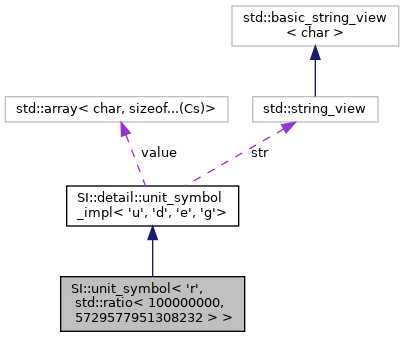 std::basic_string_view
< char >
std::array< char, sizeof...(Cs)>
std::string_view
value
str
SI::detail::unit_symbol
_impl< 'u', 'd', 'e', 'g'>
SI::unit_symbol< 'r',
std::ratio< 100000000,
5729577951308232 > >